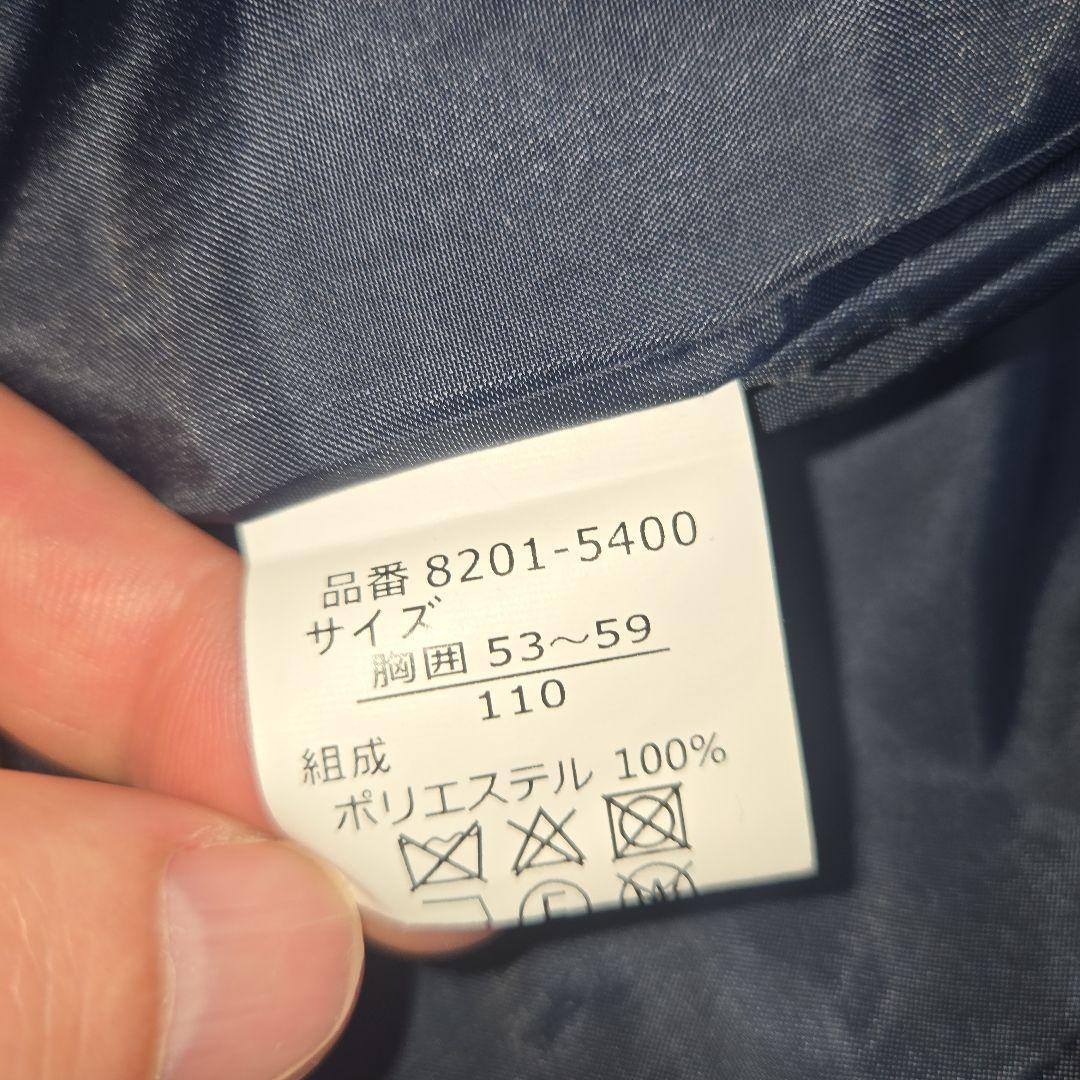 品番 8201-5400
サイズ
胸囲 53～59
110
組成
ポリエステル 100%